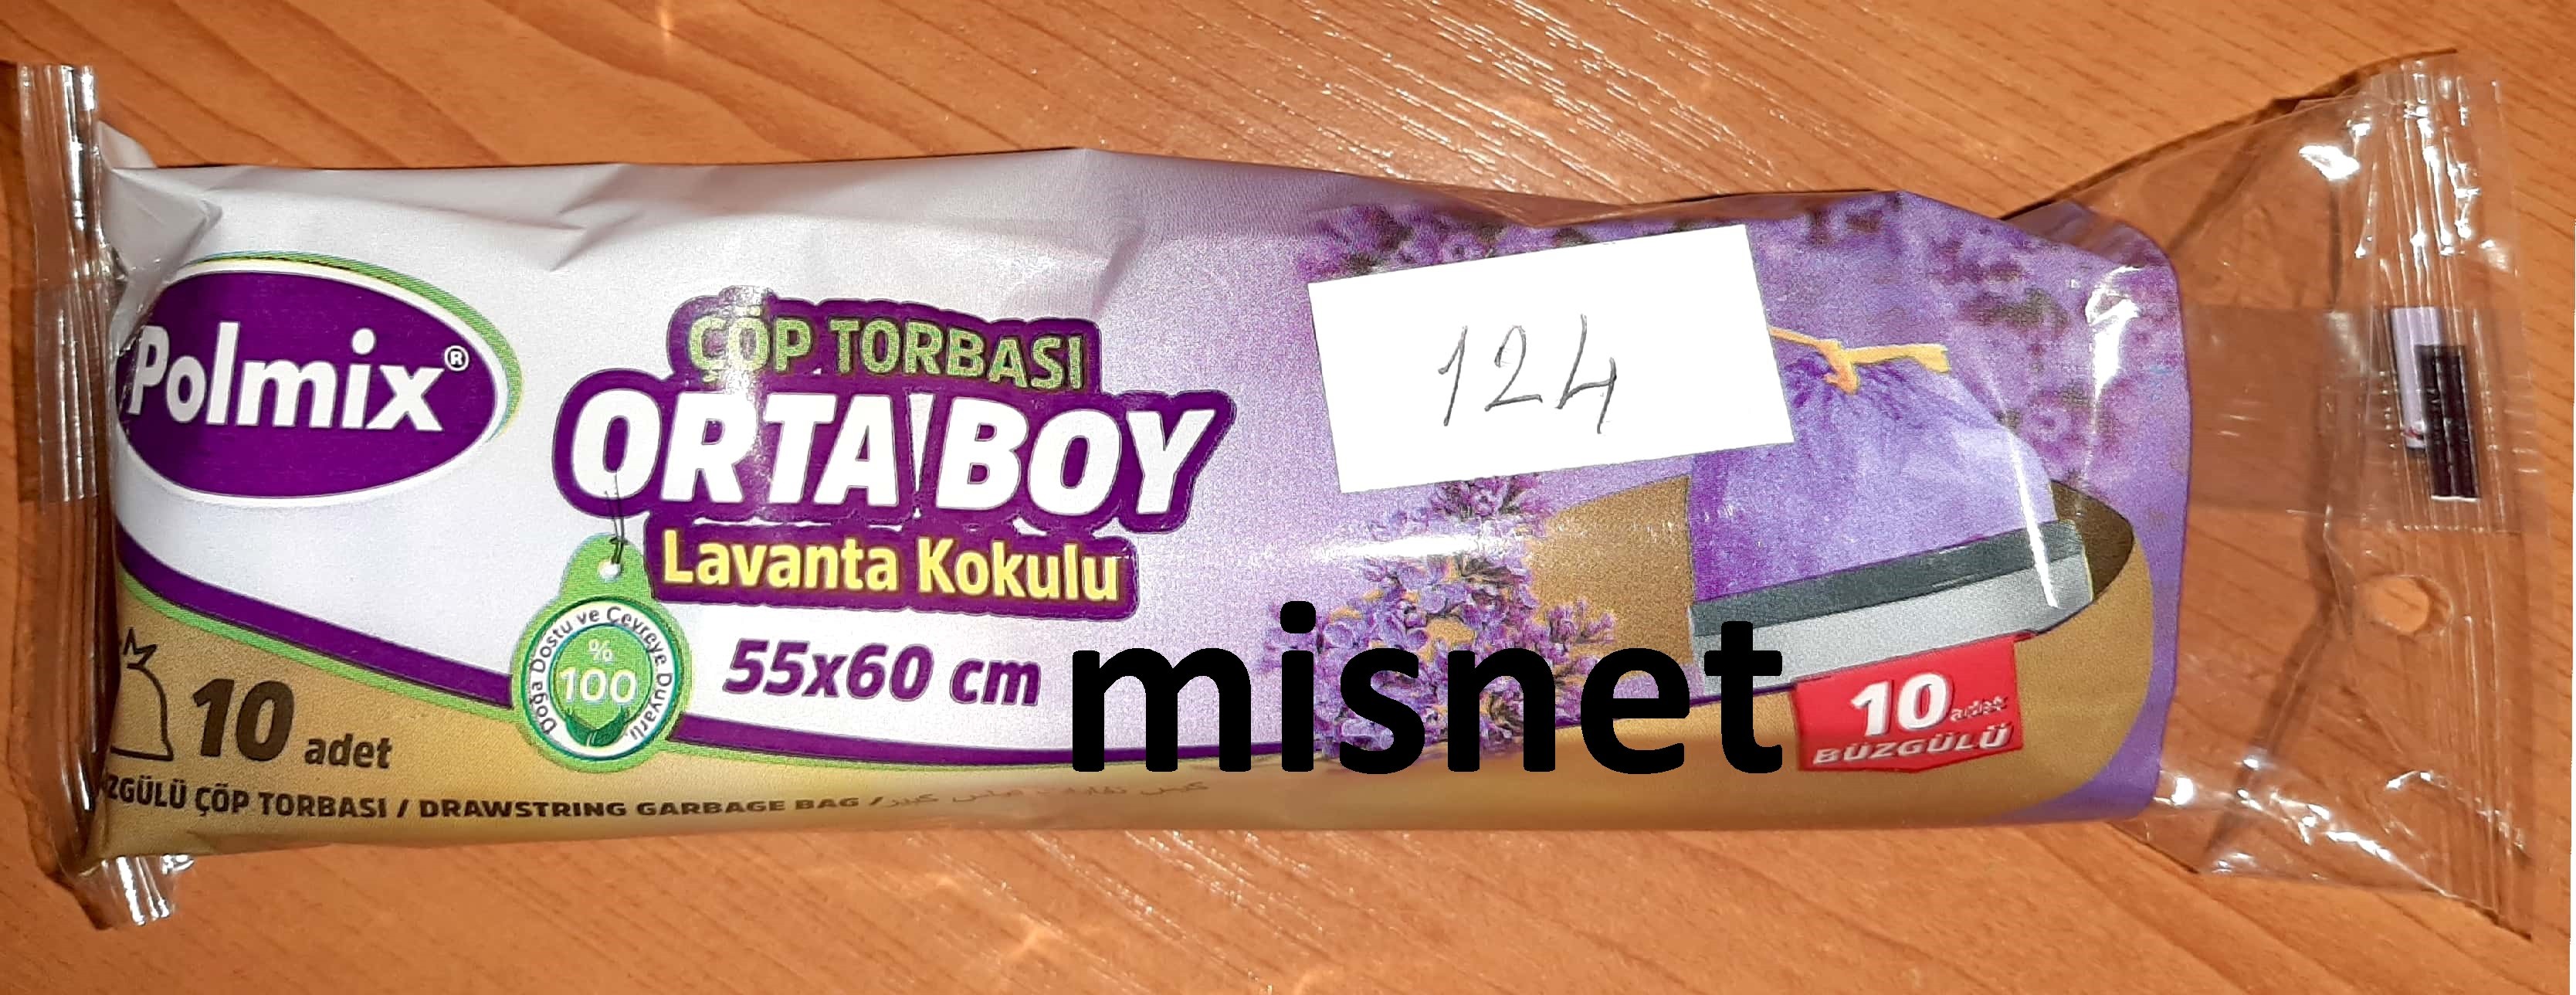 Polmix®
ÇÖP TORBASI
ORTA BOY
Lavanta Kokulu
55x60 cm
Doğa Dostu ve Çevreye Duyarlı
%
100
10 adet
ZGÜLÜ ÇÖP TORBASI / DRAWSTRING GARBAGE BAG /
124
misnet
10 adet
BÜZGÜLÜ